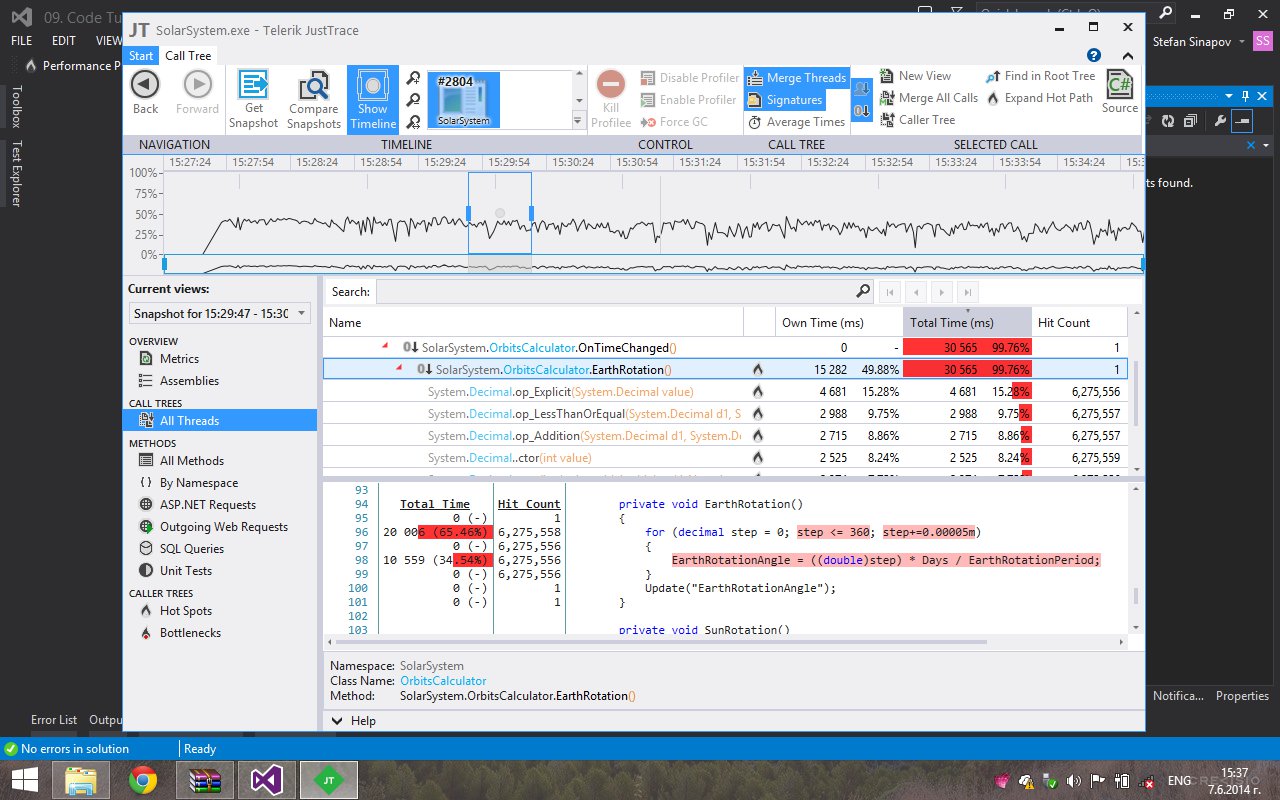 09. Code Tu
SolarSystem.exe - Telerik JustTrace
FILE EDIT VIEW
Stefan Sinapov SS
Start Call Tree
Performance P
Toolbox
Test Explorer
Back Forward Get Snapshot Compare Snapshots Show Timeline
#2804
SolarSystem
Kill Profilee
Disable Profiler
Enable Profiler
Force GC
Merge Threads
Signatures
Average Times
New View
Merge All Calls
Caller Tree
Find in Root Tree
Expand Hot Path
Source
NAVIGATION TIMELINE CONTROL CALL TREE SELECTED CALL
15:27:24 15:27:54 15:28:24 15:28:54 15:29:24 15:29:54 15:30:24 15:30:54 15:31:24 15:31:54 15:32:24 15:32:54 15:33:24 15:33:54 15:34:24 15:3
100%
75%
50%
25%
0%
ts found.
Current views:
Snapshot for 15:29:47 - 15:30
OVERVIEW
Metrics
Assemblies
CALL TREES
All Threads
METHODS
All Methods
By Namespace
ASP.NET Requests
Outgoing Web Requests
SQL Queries
Unit Tests
CALLER TREES
Hot Spots
Bottlenecks
Search:
Name Own Time (ms) Total Time (ms) Hit Count
SolarSystem.OrbitsCalculator.OnTimeChanged() 0 - 30 565 99.76% 1
SolarSystem.OrbitsCalculator.EarthRotation() 15 282 49.88% 30 565 99.76% 1
System.Decimal.op_Explicit(System.Decimal value) 4 681 15.28% 4 681 15.28% 6,275,556
System.Decimal.op_LessThanOrEqual(System.Decimal d1, S 2 988 9.75% 2 988 9.75% 6,275,557
System.Decimal.op_Addition(System.Decimal d1, System.De 2 715 8.86% 2 715 8.86% 6,275,557
System.Decimal..ctor(int value) 2 525 8.24% 2 525 8.24% 6,275,559
93
94 Total Time Hit Count private void EarthRotation()
95 0 (-) 1 {
96 20 006 (65.46%) 6,275,558 for (decimal step = 0; step <= 360; step+=0.00005m)
97 0 (-) 6,275,556 {
98 10 559 (34.54%) 6,275,556 EarthRotationAngle = ((double)step) * Days / EarthRotationPeriod;
99 0 (-) 6,275,556 }
100 0 (-) 1 Update("EarthRotationAngle");
101 0 (-) 1 }
102
103 private void SunRotation()
Namespace: SolarSystem
Class Name: OrbitsCalculator
Method: SolarSystem.OrbitsCalculator.EarthRotation()
Help
Notifica... Properties
Error List Outpu
No errors in solution Ready
JT
ENG
15:37
7.6.2014 г.